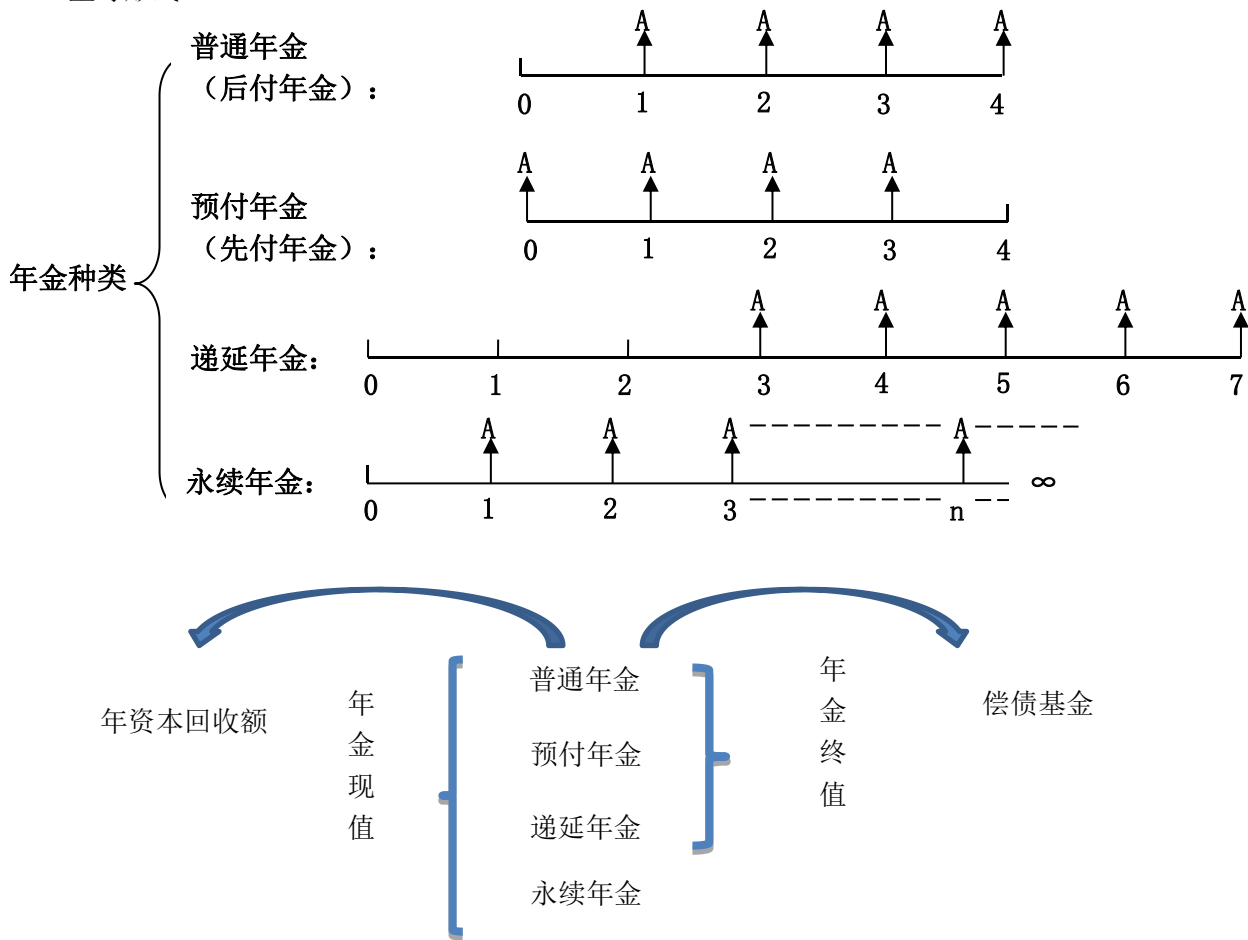 A A A A
普通年金
（后付年金）：
0 1 2 3 4
A A A A
预付年金
（先付年金）：
0 1 2 3 4
年金种类
A A A A A
递延年金：
0 1 2 3 4 5 6 7
A A A A
永续年金：
∞
0 1 2 3 n
年资本回收额
年金现值
普通年金
预付年金
递延年金
永续年金
年金终值
偿债基金